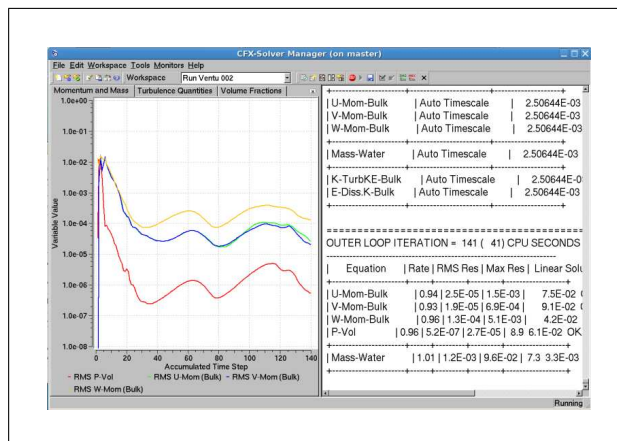 CFX-Solver Manager (on master)
File Edit Workspace Tools Monitors Help
Workspace Run Ventu 002
Momentum and Mass Turbulence Quantities Volume Fractions
1.0e+00
1.0e-01
1.0e-02
1.0e-03
1.0e-04
1.0e-05
1.0e-06
1.0e-07
1.0e-08
Variable Value
0 20 40 60 80 100 120 140
Accumulated Time Step
RMS P-Vol RMS U-Mom (Bulk) RMS V-Mom (Bulk)
RMS W-Mom (Bulk)
+--------------------+
| U-Mom-Bulk | Auto Timescale | 2.50644E-03
| V-Mom-Bulk | Auto Timescale | 2.50644E-03
| W-Mom-Bulk | Auto Timescale | 2.50644E-03
+--------------------+
| Mass-Water | Auto Timescale | 2.50644E-03
+--------------------+
| K-TurbKE-Bulk | Auto Timescale | 2.50644E-03
| E-Diss.K-Bulk | Auto Timescale | 2.50644E-03
+--------------------+
====================
OUTER LOOP ITERATION = 141 ( 41) CPU SECONDS
--------------------
| Equation | Rate | RMS Res | Max Res | Linear Solu
+--------------------+
| U-Mom-Bulk | 0.94 | 2.5E-05 | 1.5E-03 | 7.5E-02
| V-Mom-Bulk | 0.93 | 1.9E-05 | 6.9E-04 | 9.1E-02
| W-Mom-Bulk | 0.96 | 1.3E-04 | 5.1E-03 | 4.2E-02
| P-Vol | 0.96 | 5.2E-07 | 2.7E-05 | 8.9 6.1E-02 OK
+--------------------+
| Mass-Water | 1.01 | 1.2E-03 | 9.6E-02 | 7.3 3.3E-03
+--------------------+
Running